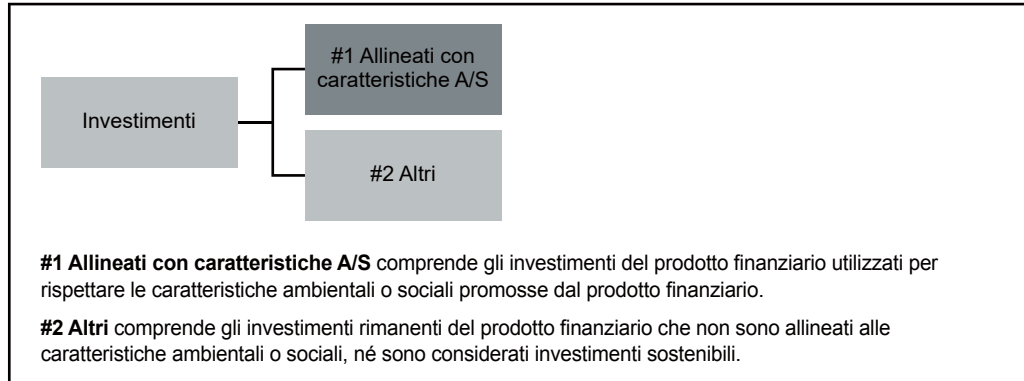 #1 Allineati con
caratteristiche A/S
Investimenti
#2 Altri
#1 Allineati con caratteristiche A/S comprende gli investimenti del prodotto finanziario utilizzati per
rispettare le caratteristiche ambientali o sociali promosse dal prodotto finanziario.
#2 Altri comprende gli investimenti rimanenti del prodotto finanziario che non sono allineati alle
caratteristiche ambientali o sociali, né sono considerati investimenti sostenibili.